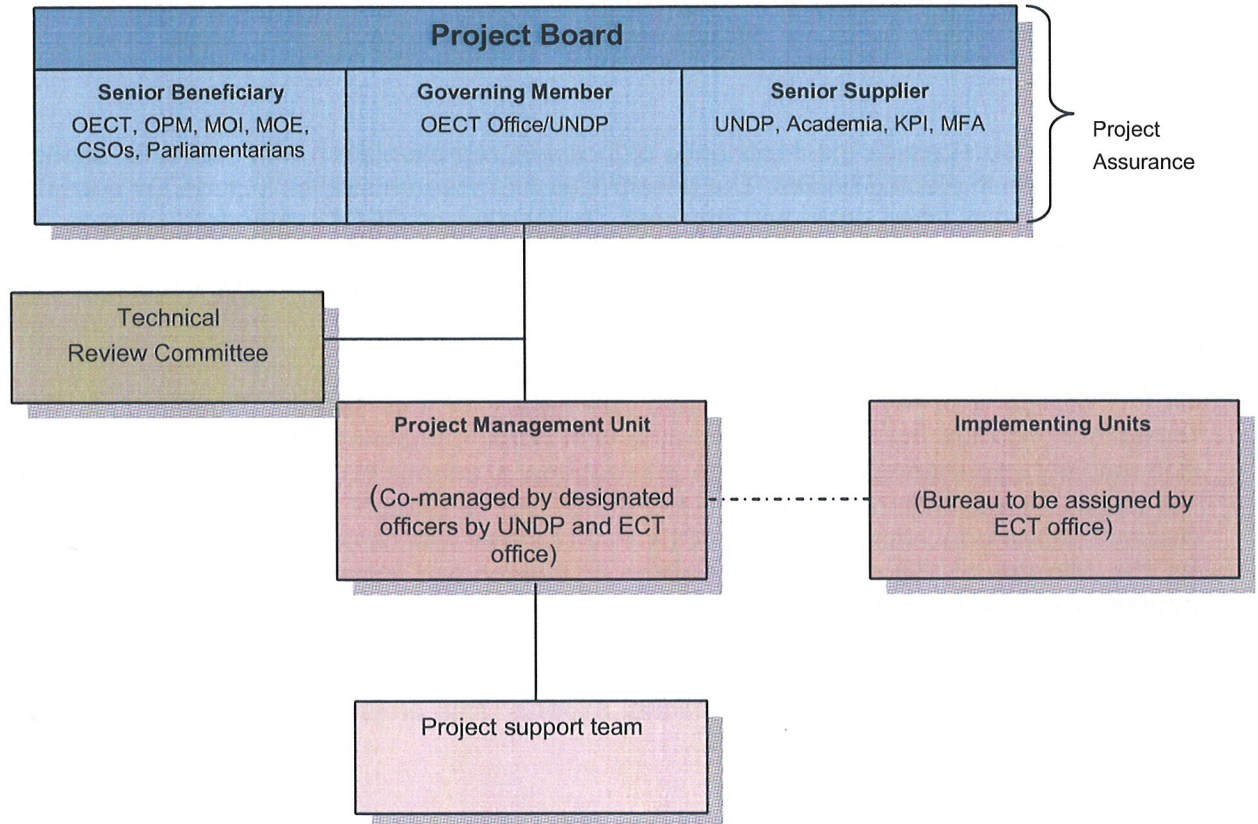 Project Board
Senior Beneficiary
OECT, OPM, MOI, MOE,
CSOs, Parliamentarians
Governing Member
OECT Office/UNDP
Senior Supplier
UNDP, Academia, KPI, MFA
Project
Assurance
Technical
Review Committee
Project Management Unit
(Co-managed by designated
officers by UNDP and ECT
office)
Implementing Units
(Bureau to be assigned by
ECT office)
Project support team